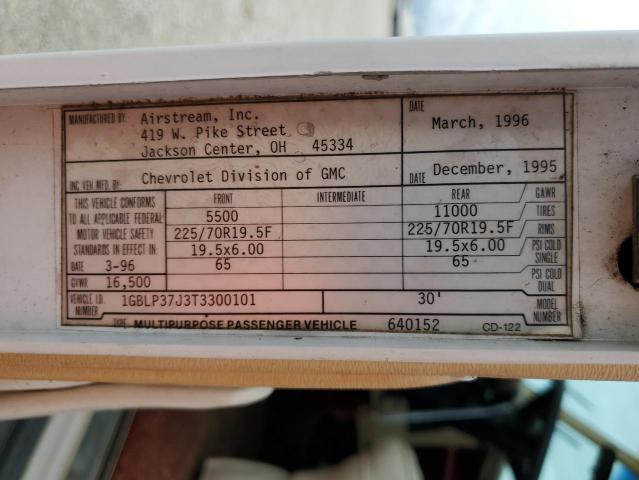 MANUFACTURED BY: Airstream, Inc.
419 W. Pike Street
Jackson Center, OH 45334
DATE March, 1996
INC VEH MFD. BY: Chevrolet Division of GMC
DATE December, 1995
THIS VEHICLE CONFORMS
TO ALL APPLICABLE FEDERAL
MOTOR VEHICLE SAFETY
STANDARDS IN EFFECT IN:
DATE 3-96
GVWR 16,500
FRONT INTERMEDIATE REAR GAWR
5500 11000 TIRES
225/70R19.5F 225/70R19.5F RIMS
19.5x6.00 19.5x6.00 PSI COLD SINGLE
65 65 PSI COLD DUAL
VEHICLE I.D. NUMBER 1GBLP37J3T3300101 30' MODEL NUMBER
TYPE MULTIPURPOSE PASSENGER VEHICLE 640152 CD-122